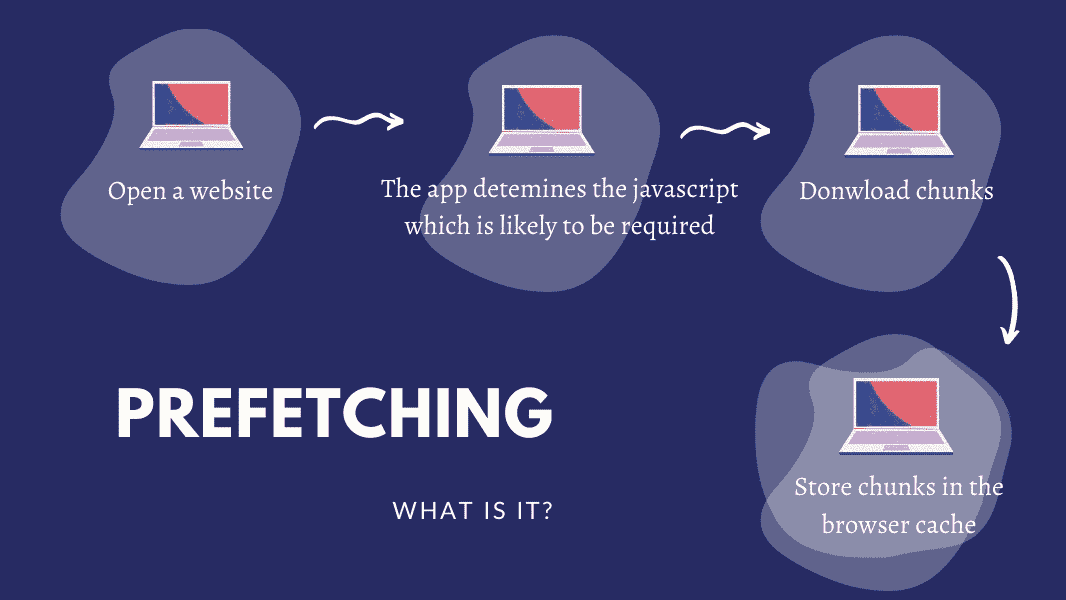 Open a website
The app detemines the javascript
which is likely to be required
Donwload chunks
Store chunks in the
browser cache
PREFETCHING
WHAT IS IT?